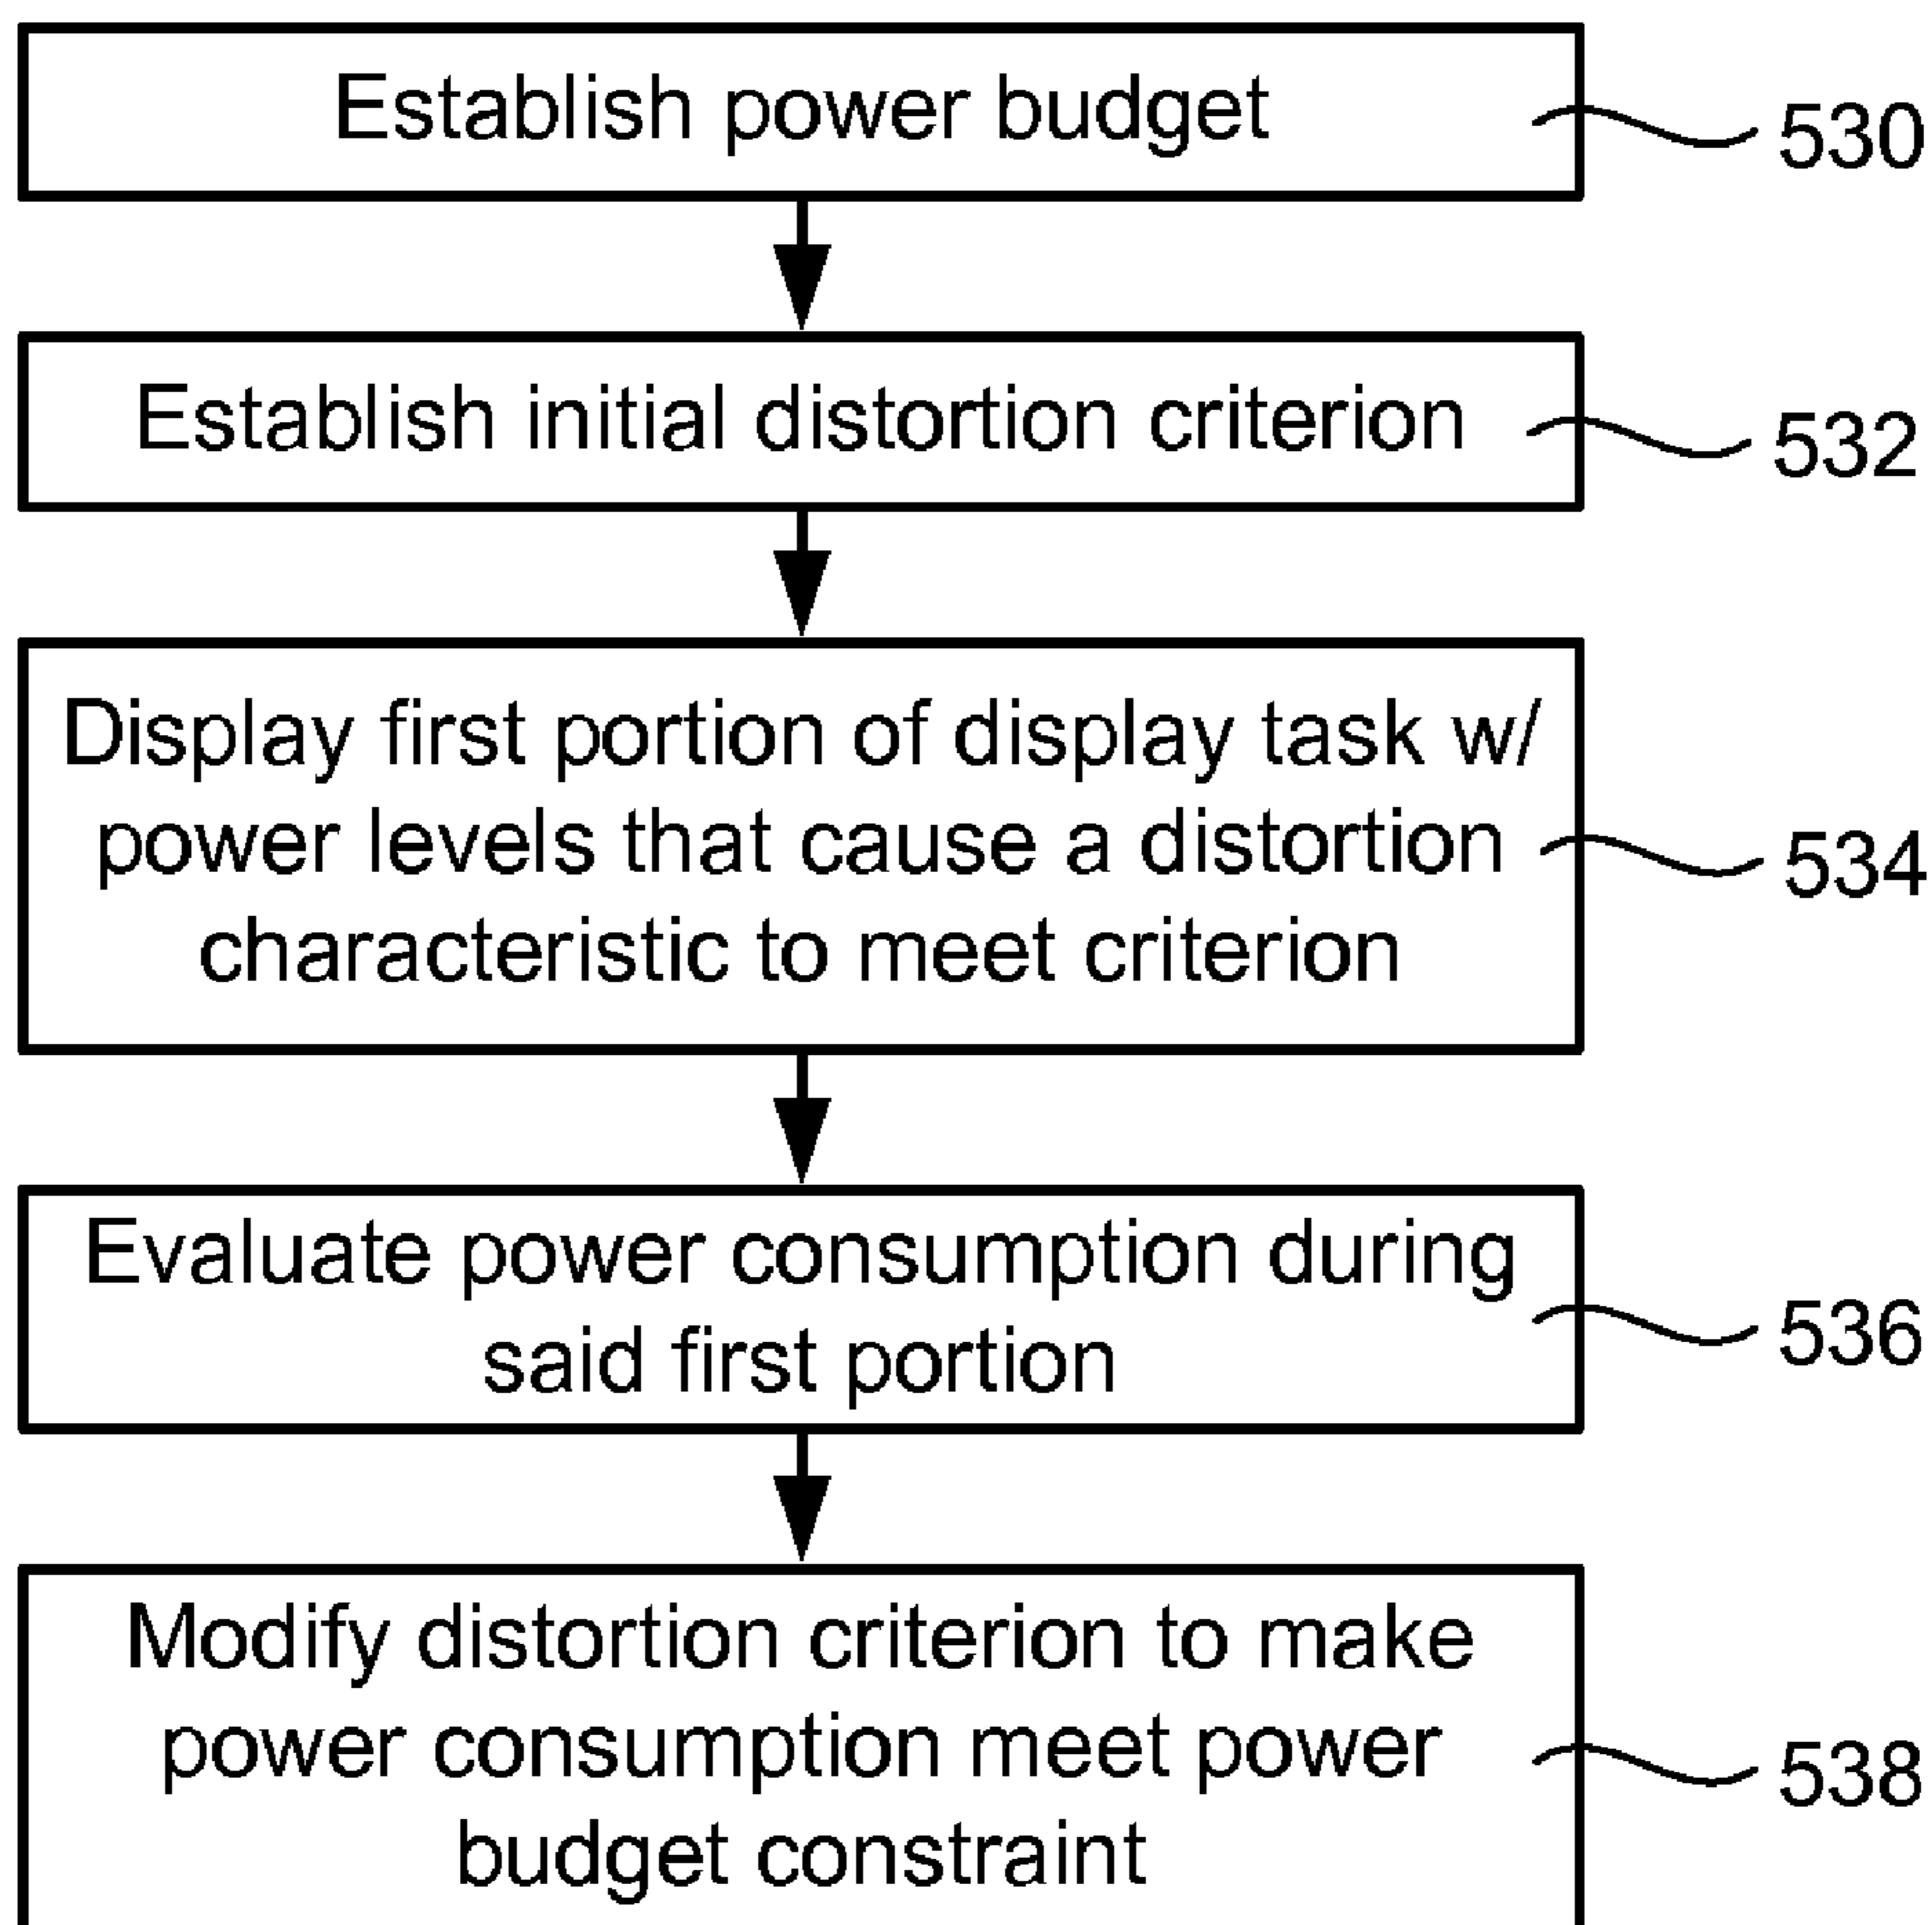 Establish power budget
530
Establish initial distortion criterion
532
Display first portion of display task w/
power levels that cause a distortion
characteristic to meet criterion
534
Evaluate power consumption during
said first portion
536
Modify distortion criterion to make
power consumption meet power
budget constraint
538